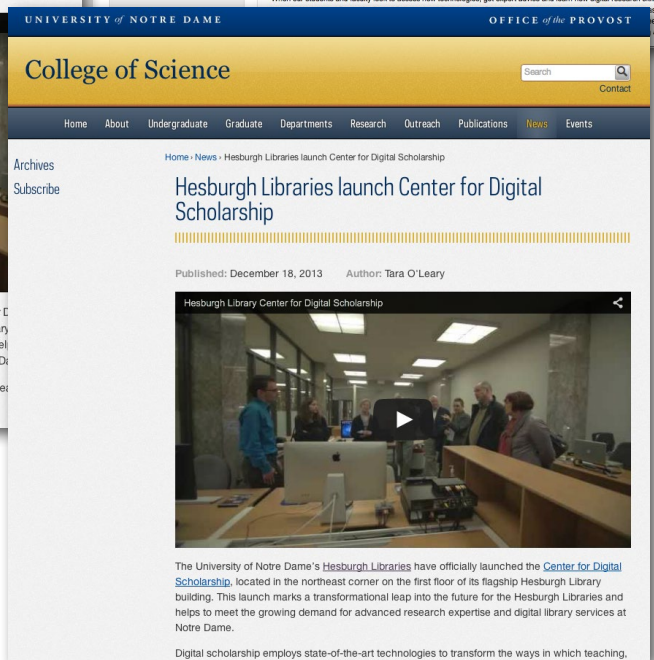 UNIVERSITY of NOTRE DAME
OFFICE of the PROVOST
College of Science
Search
Contact
Home About Undergraduate Graduate Departments Research Outreach Publications News Events
Archives
Subscribe
Home › News › Hesburgh Libraries launch Center for Digital Scholarship
Hesburgh Libraries launch Center for Digital
Scholarship
Published: December 18, 2013 Author: Tara O'Leary
Hesburgh Library Center for Digital Scholarship
The University of Notre Dame's Hesburgh Libraries have officially launched the Center for Digital
Scholarship, located in the northeast corner on the first floor of its flagship Hesburgh Library
building. This launch marks a transformational leap into the future for the Hesburgh Libraries and
helps to meet the growing demand for advanced research expertise and digital library services at
Notre Dame.
Digital scholarship employs state-of-the-art technologies to transform the ways in which teaching,